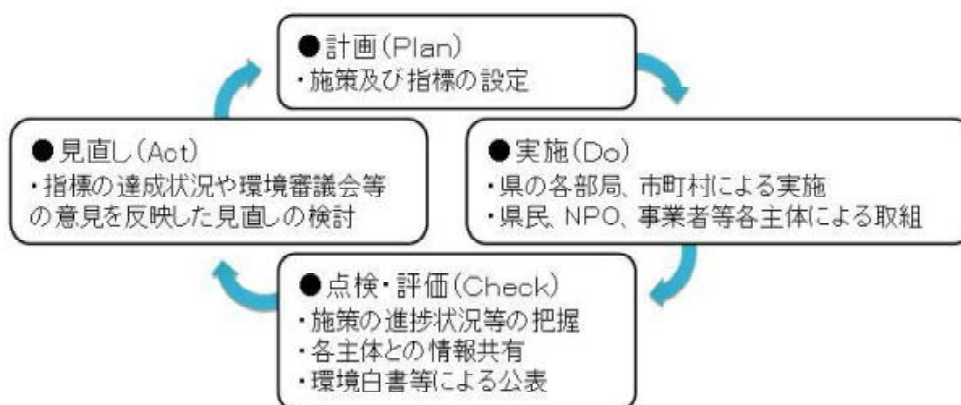 ●計画(Plan)
・施策及び指標の設定
●見直し(Act)
・指標の達成状況や環境審議会等
の意見を反映した見直しの検討
●実施(Do)
・県の各部局、市町村による実施
・県民、NPO、事業者等各主体による取組
●点検・評価(Check)
・施策の進捗状況等の把握
・各主体との情報共有
・環境白書等による公表